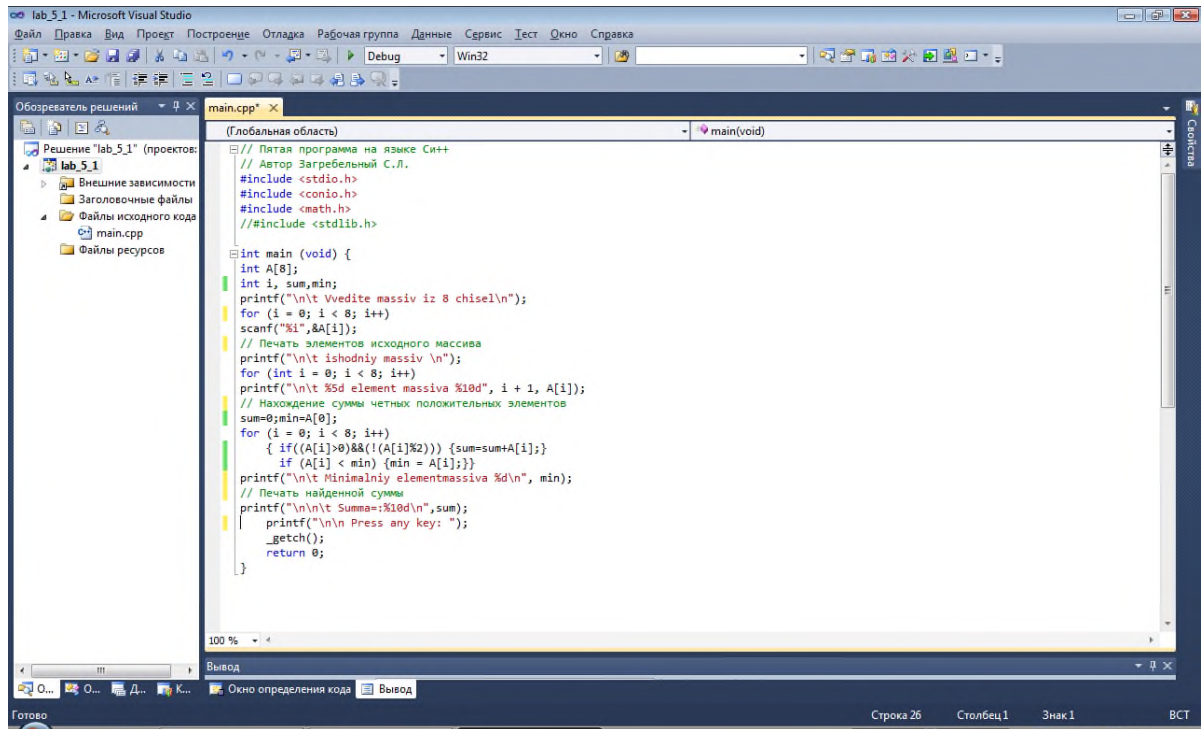 lab_5_1 - Microsoft Visual Studio
Файл Правка Вид Проект Построение Отладка Рабочая группа Данные Сервис Тест Окно Справка
Debug Win32
Обозреватель решений
Решение "lab_5_1" (проектов:
lab_5_1
Внешние зависимости
Заголовочные файлы
Файлы исходного кода
main.cpp
Файлы ресурсов
main.cpp*
(Глобальная область) main(void)
// Пятая программа на языке Си++
// Автор Загребельный С.Л.
#include <stdio.h>
#include <conio.h>
#include <math.h>
//#include <stdlib.h>
int main (void) {
int A[8];
int i, sum,min;
printf("\n\t Vvedite massiv iz 8 chisel\n");
for (i = 0; i < 8; i++)
scanf("%i",&A[i]);
// Печать элементов исходного массива
printf("\n\t ishodniy massiv \n");
for (int i = 0; i < 8; i++)
printf("\n\t %5d element massiva %10d", i + 1, A[i]);
// Нахождение суммы четных положительных элементов
sum=0;min=A[0];
for (i = 0; i < 8; i++)
{ if((A[i]>0)&&(!(A[i]%2))) {sum=sum+A[i];}
if (A[i] < min) {min = A[i];}}
printf("\n\t Minimalniy elementmassiva %d\n", min);
// Печать найденной суммы
printf("\n\n\t Summa=:%10d\n",sum);
printf("\n\n Press any key: ");
_getch();
return 0;
}
100 %
Вывод
О... О... Д... К...
Окно определения кода Вывод
Готово Строка 26 Столбец 1 Знак 1 ВСТ
Свойства